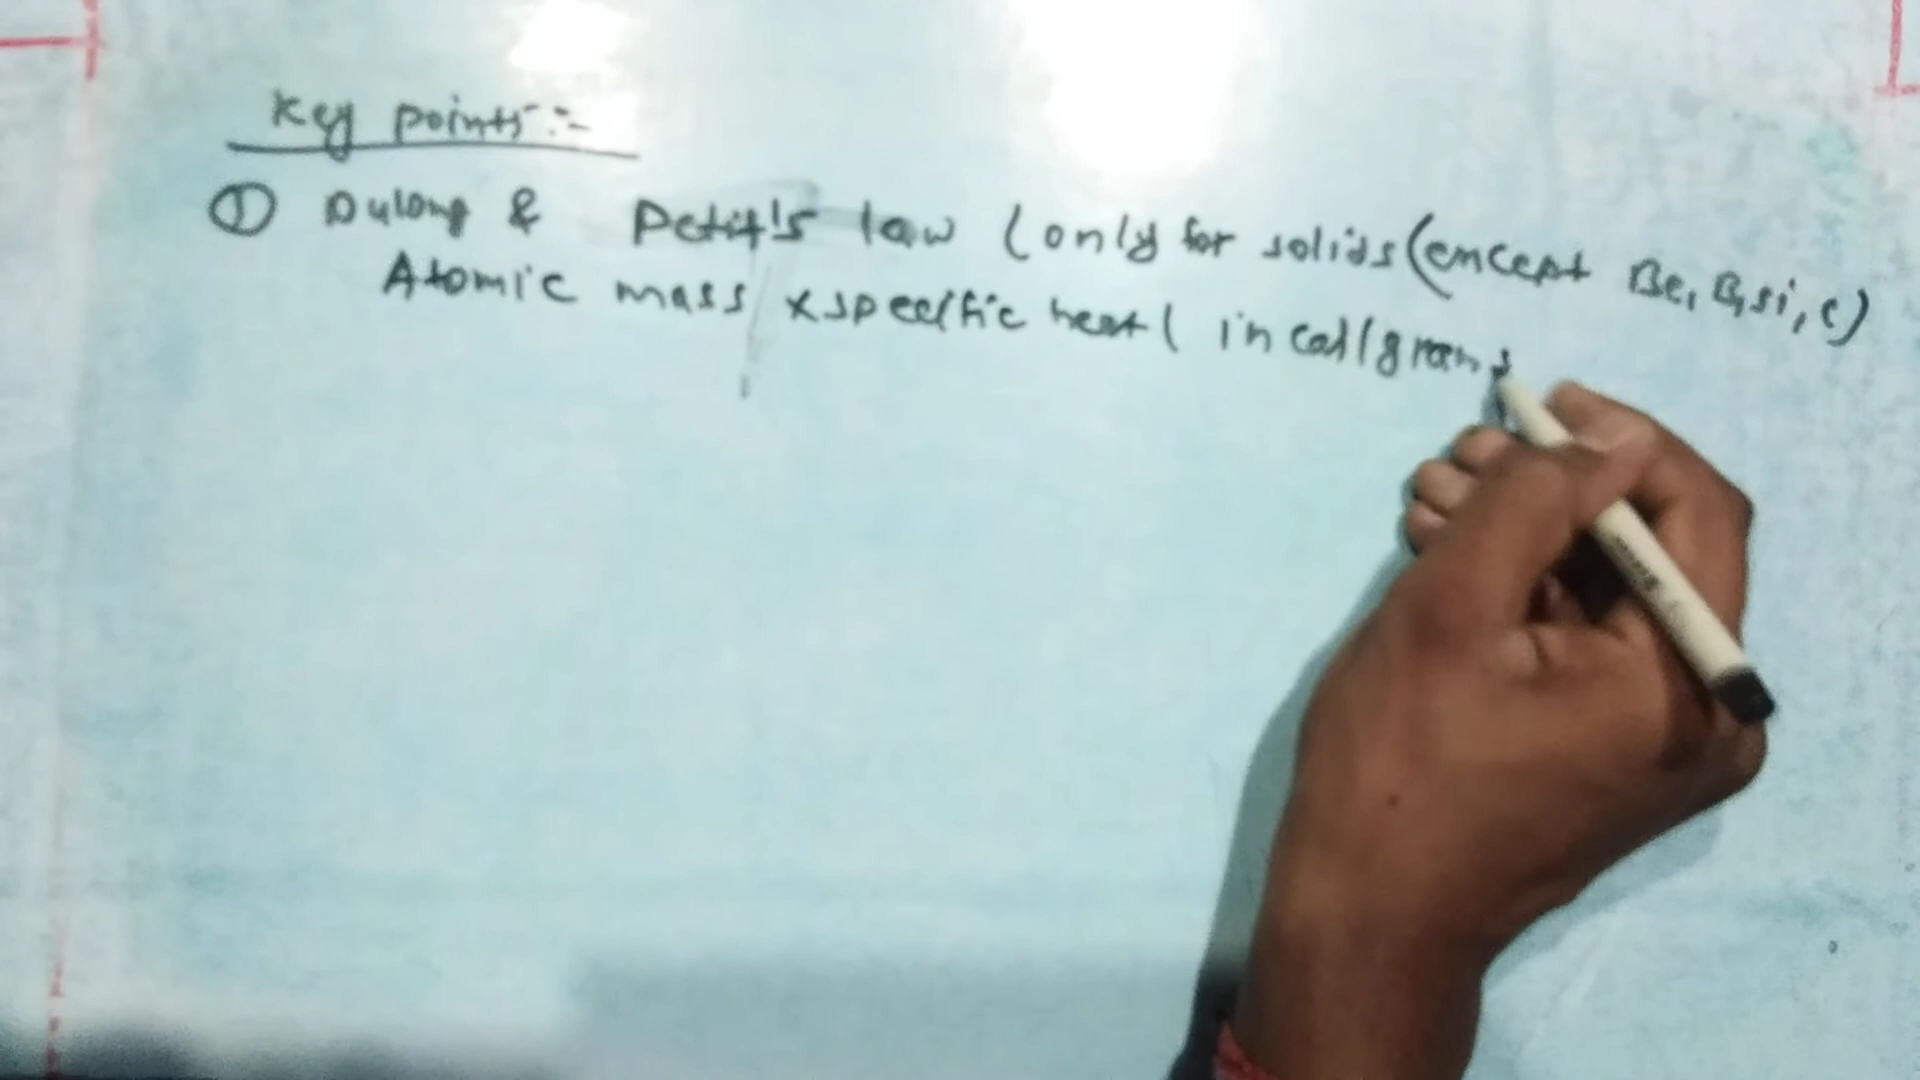 Key points:-
① Dulong & Petit's law (only for solids (except Be, B, Si, C)
Atomic mass x specific heat ( in cal/gram